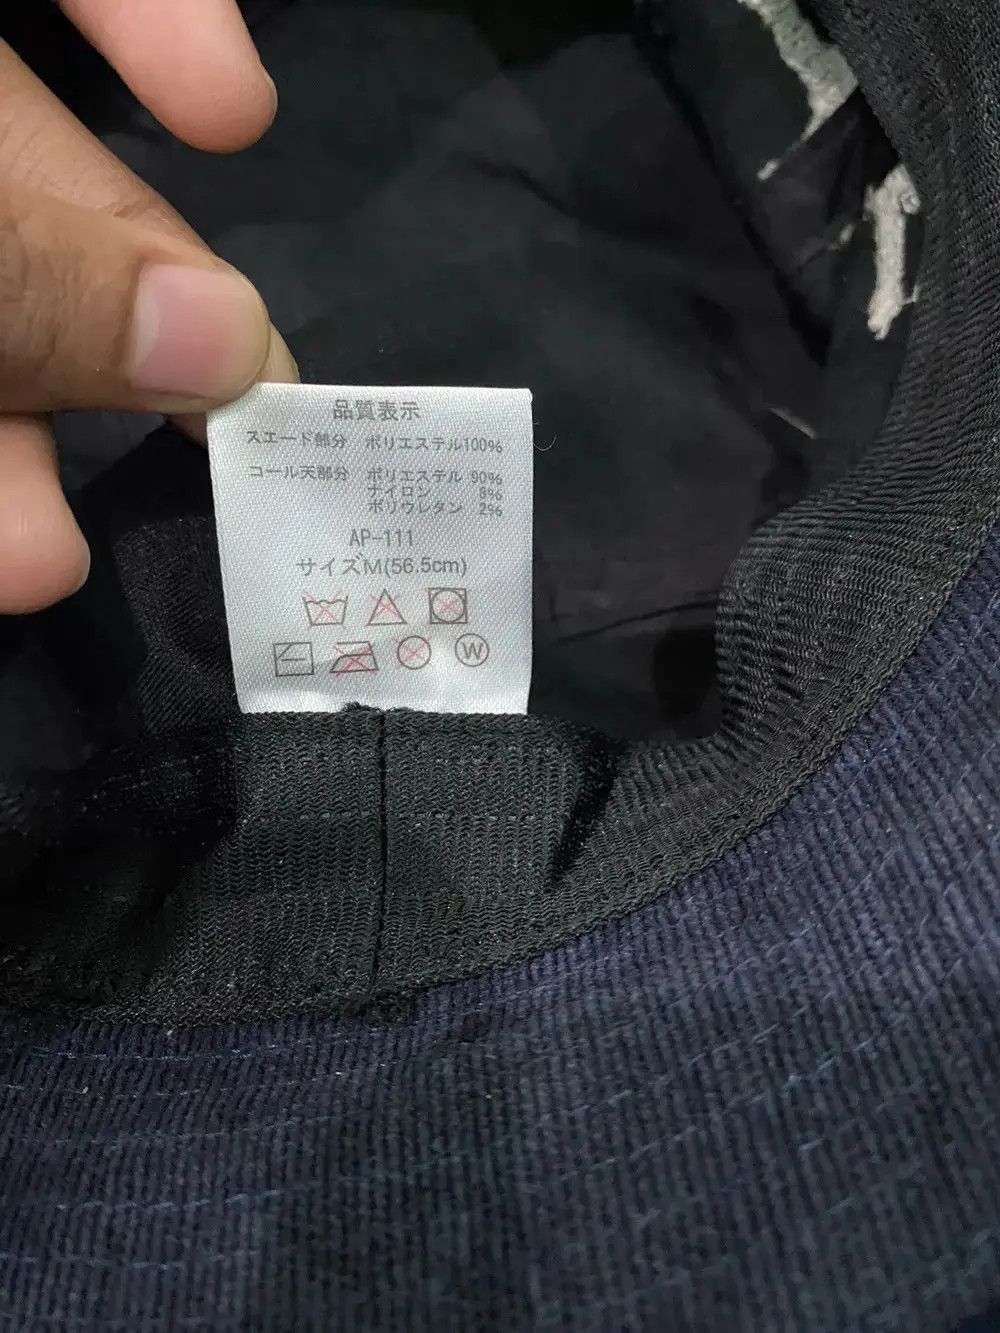 品質表示
スエード部分 ポリエステル100%
コール天部分 ポリエステル 90%
ナイロン 8%
ポリウレタン 2%
AP-111
サイズM(56.5cm)
W